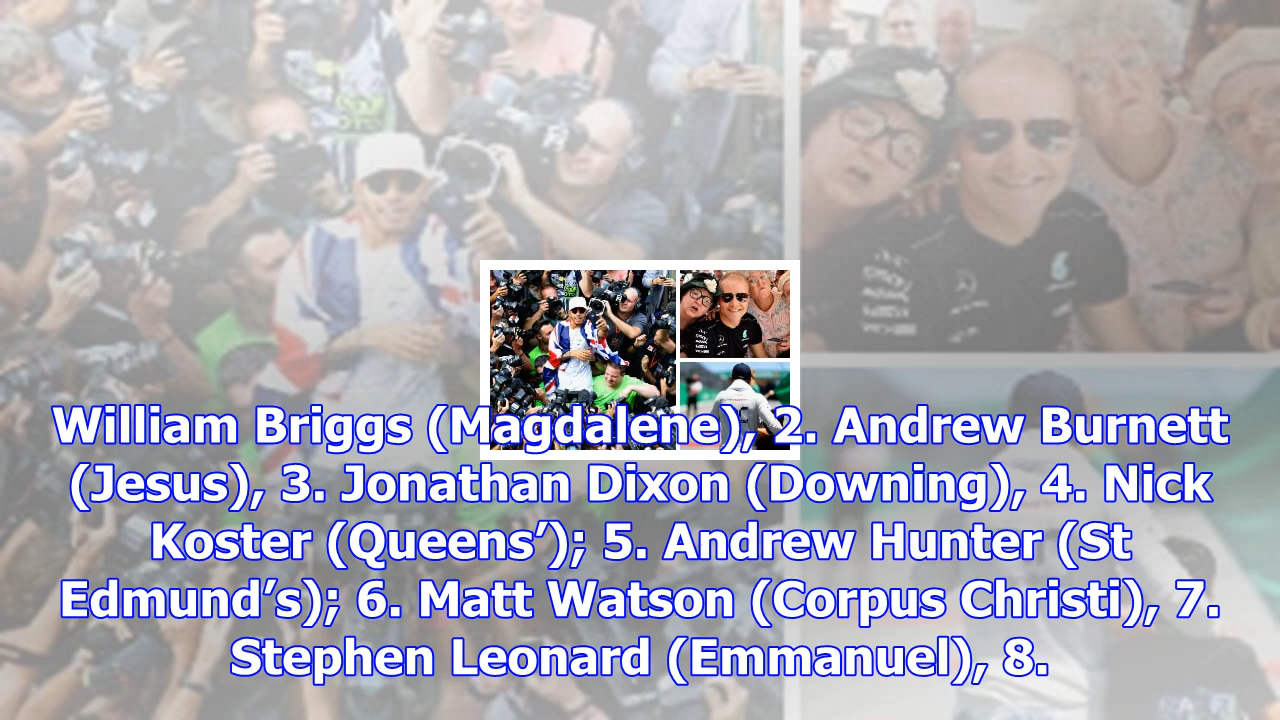 William Briggs (Magdalene), 2. Andrew Burnett
(Jesus), 3. Jonathan Dixon (Downing), 4. Nick
Koster (Queens’); 5. Andrew Hunter (St
Edmund’s); 6. Matt Watson (Corpus Christi), 7.
Stephen Leonard (Emmanuel), 8.